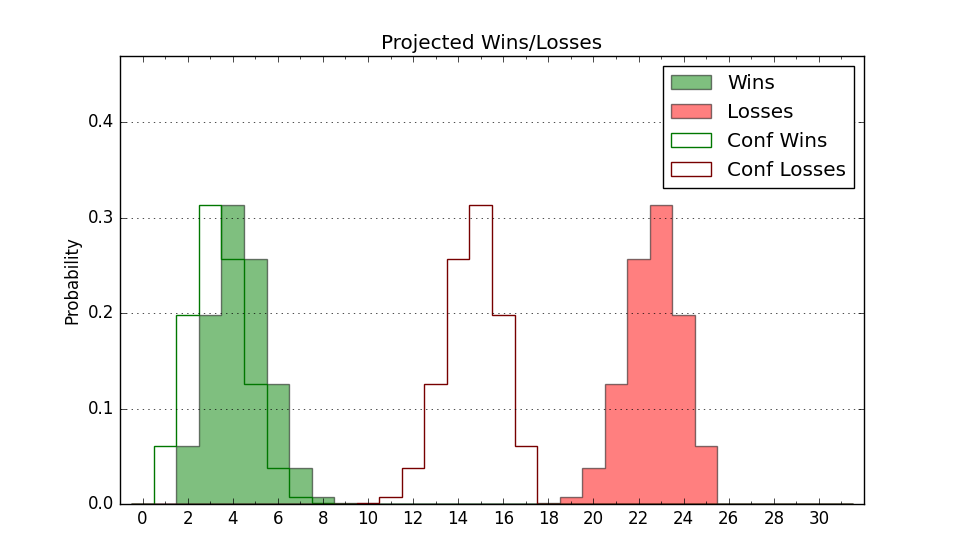 Projected Wins/Losses
Wins
Losses
Conf Wins
Conf Losses
Probability
0.4
0.3
0.2
0.1
0.0
0 2 4 6 8 10 12 14 16 18 20 22 24 26 28 30